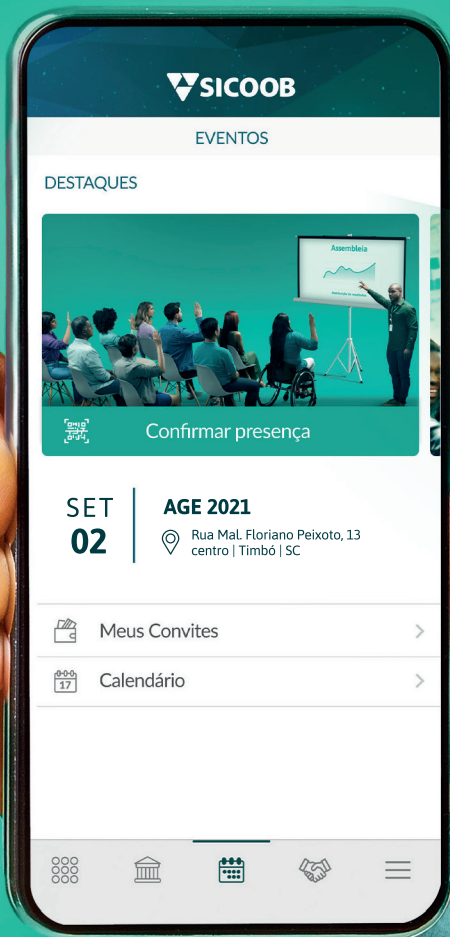 SICOOB
EVENTOS
DESTAQUES
Assembleia
Confirmar presença
SET
02
AGE 2021
Rua Mal. Floriano Peixoto, 13
centro | Timbó | SC
Meus Convites
17
Calendário